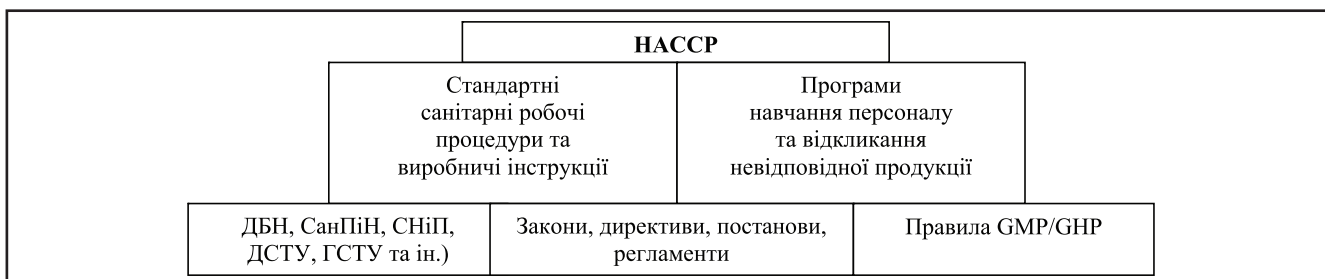 НАССР
Стандартні
санітарні робочі
процедури та
виробничі інструкції
Програми
навчання персоналу
та відкликання
невідповідної продукції
ДБН, СанПіН, СНіП,
ДСТУ, ГСТУ та ін.)
Закони, директиви, постанови,
регламенти
Правила GMP/GHP